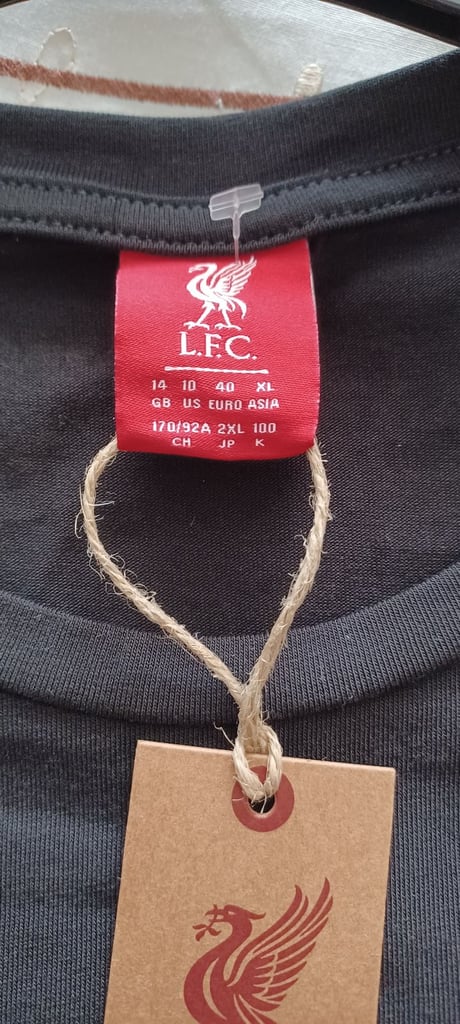 L.F.C.
14 10 40 XL
GB US EURO ASIA
170/92A 2XL 100
CH JP K